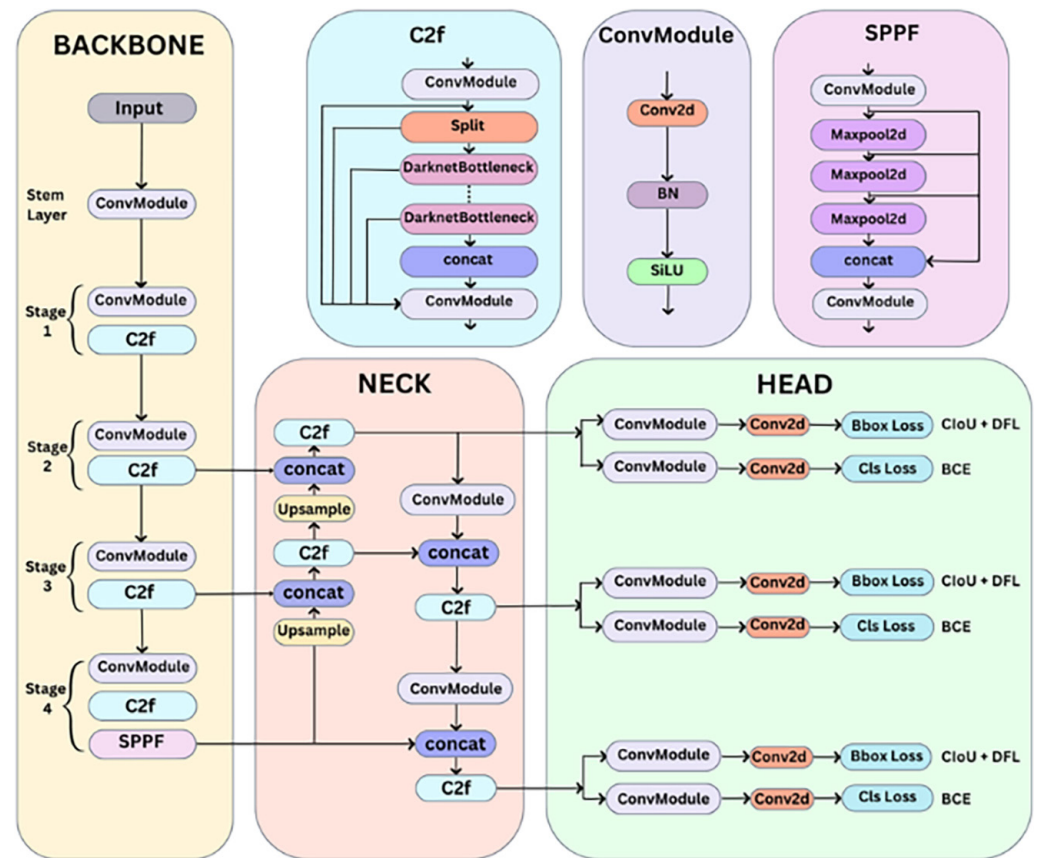 BACKBONE
Input
Stem
Layer
ConvModule
Stage
1
ConvModule
C2f
Stage
2
ConvModule
C2f
Stage
3
ConvModule
C2f
Stage
4
ConvModule
C2f
SPPF
C2f
ConvModule
Split
DarknetBottleneck
DarknetBottleneck
concat
ConvModule
ConvModule
Conv2d
BN
SiLU
SPPF
ConvModule
Maxpool2d
Maxpool2d
Maxpool2d
concat
ConvModule
NECK
C2f
concat
Upsample
C2f
concat
Upsample
ConvModule
concat
C2f
ConvModule
concat
C2f
HEAD
ConvModule Conv2d Bbox Loss CIoU + DFL
ConvModule Conv2d Cls Loss BCE
ConvModule Conv2d Bbox Loss CIoU + DFL
ConvModule Conv2d Cls Loss BCE
ConvModule Conv2d Bbox Loss CIoU + DFL
ConvModule Conv2d Cls Loss BCE